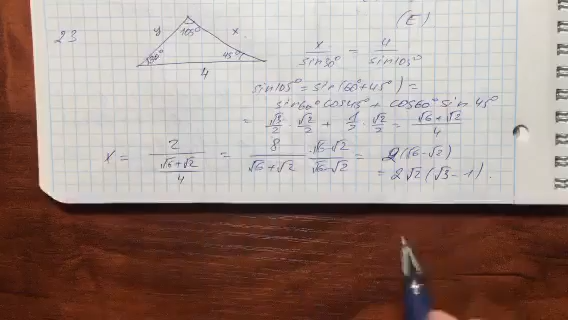 (E)
23
y 105° x
30° 45°
4
x/sin30° = 4/sin105°
sin105° = sin(60°+45°) =
sin60° cos45° + cos60° sin 45°
= √3/2 · √2/2 + 1/2 · √2/2 = (√6+√2)/4
x = 2/((√6+√2)/4) = 8/(√6+√2) · (√6-√2)/(√6-√2) = 2(√6-√2)
= 2√2(√3-1).